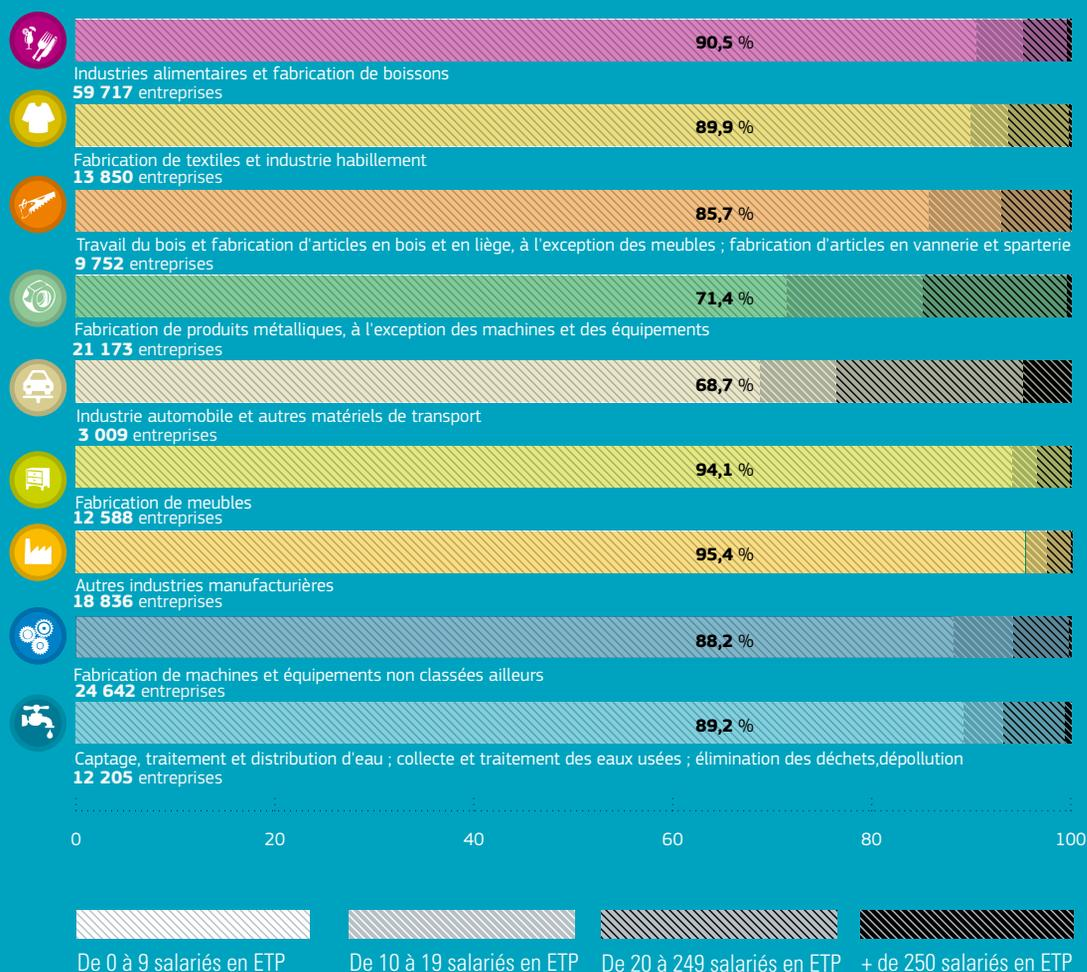 90,5 %
Industries alimentaires et fabrication de boissons
59 717 entreprises
89,9 %
Fabrication de textiles et industrie habillement
13 850 entreprises
85,7 %
Travail du bois et fabrication d'articles en bois et en liège, à l'exception des meubles ; fabrication d'articles en vannerie et sparterie
9 752 entreprises
71,4 %
Fabrication de produits métalliques, à l'exception des machines et des équipements
21 173 entreprises
68,7 %
Industrie automobile et autres matériels de transport
3 009 entreprises
94,1 %
Fabrication de meubles
12 588 entreprises
95,4 %
Autres industries manufacturières
18 836 entreprises
88,2 %
Fabrication de machines et équipements non classées ailleurs
24 642 entreprises
89,2 %
Captage, traitement et distribution d'eau ; collecte et traitement des eaux usées ; élimination des déchets,dépollution
12 205 entreprises
0 20 40 60 80 100
De 0 à 9 salariés en ETP De 10 à 19 salariés en ETP De 20 à 249 salariés en ETP + de 250 salariés en ETP